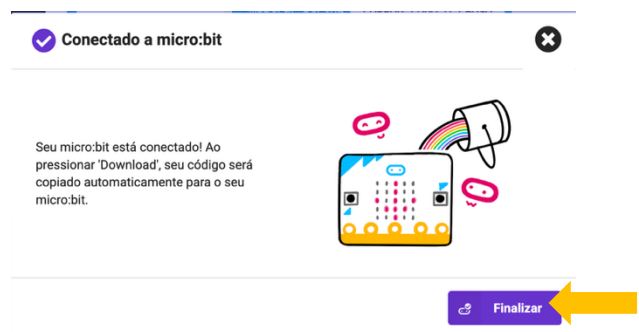 Conectado a micro:bit
Seu micro:bit está conectado! Ao
pressionar 'Download', seu código será
copiado automaticamente para o seu
micro:bit.
Finalizar